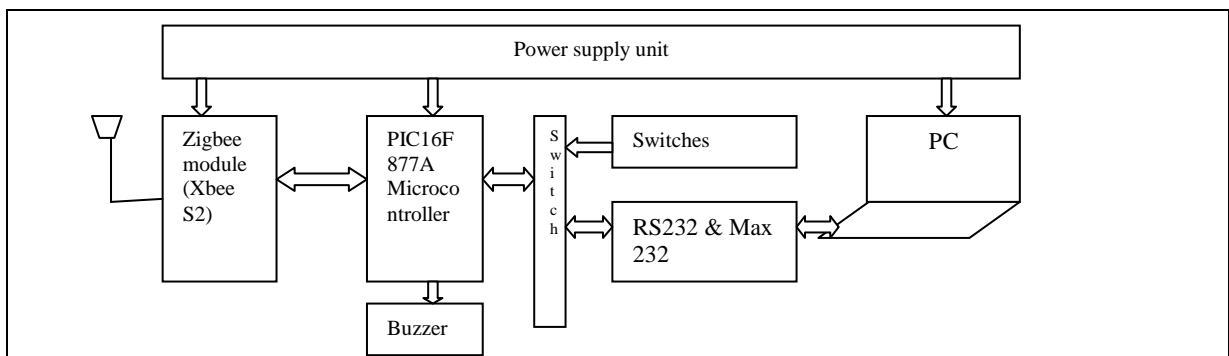 Power supply unit
Zigbee
module
(Xbee
S2)
PIC16F
877A
Microco
ntroller
S
w
i
t
c
h
Switches
RS232 & Max
232
PC
Buzzer